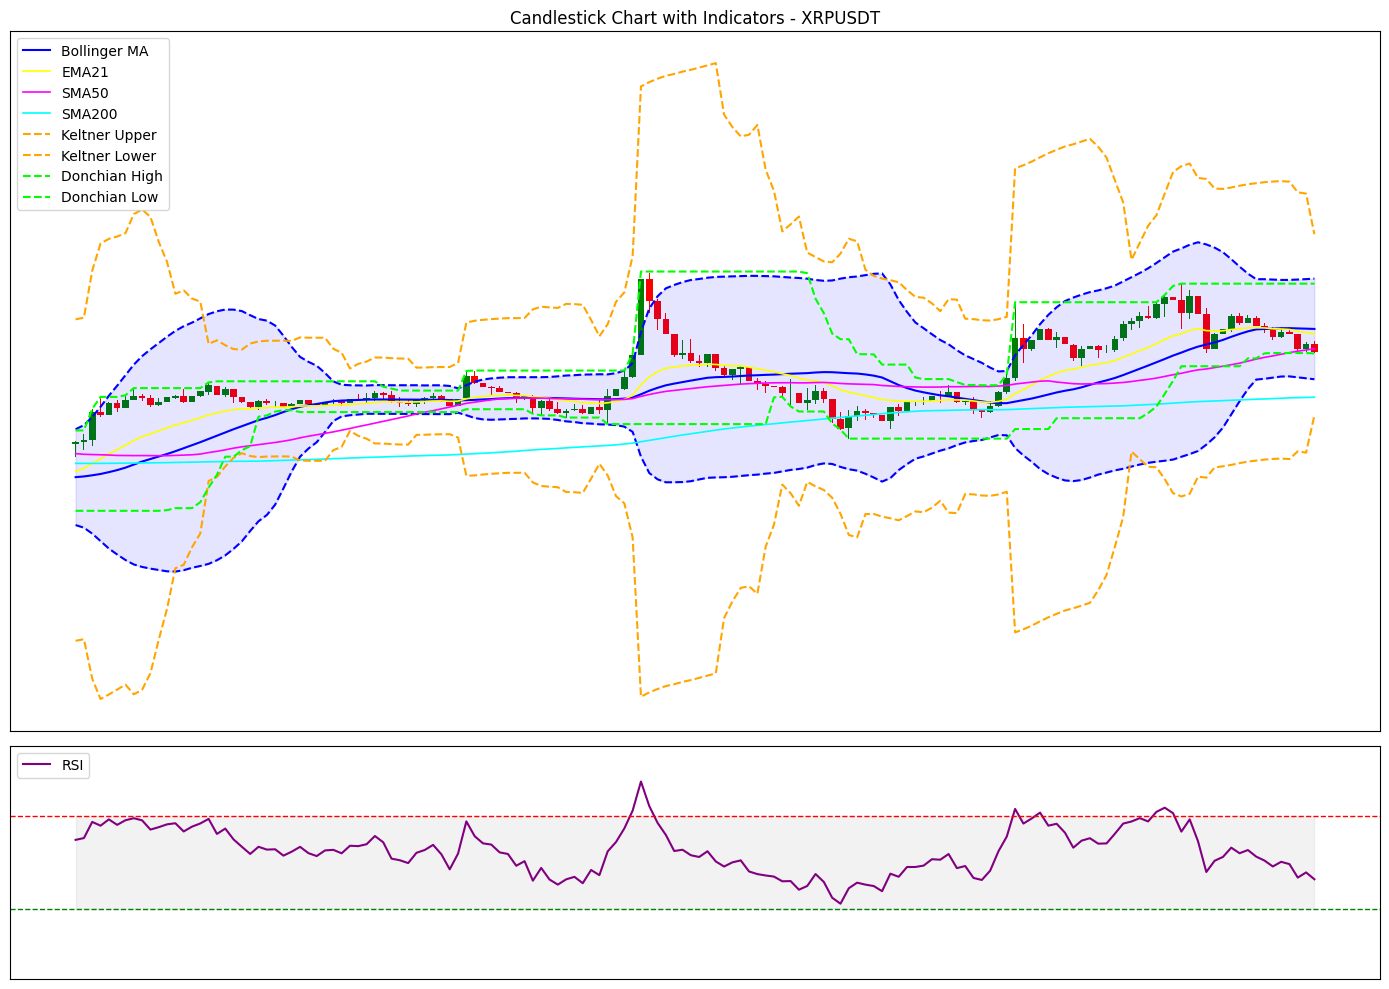 Candlestick Chart with Indicators - XRPUSDT
Bollinger MA
EMA21
SMA50
SMA200
Keltner Upper
Keltner Lower
Donchian High
Donchian Low
RSI